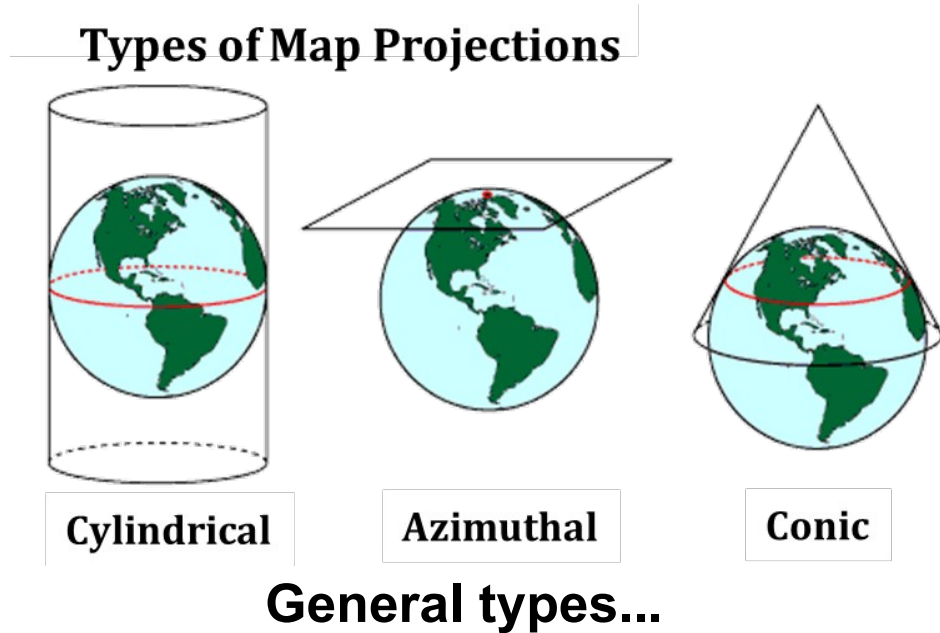 Types of Map Projections
Cylindrical
Azimuthal
Conic
General types...